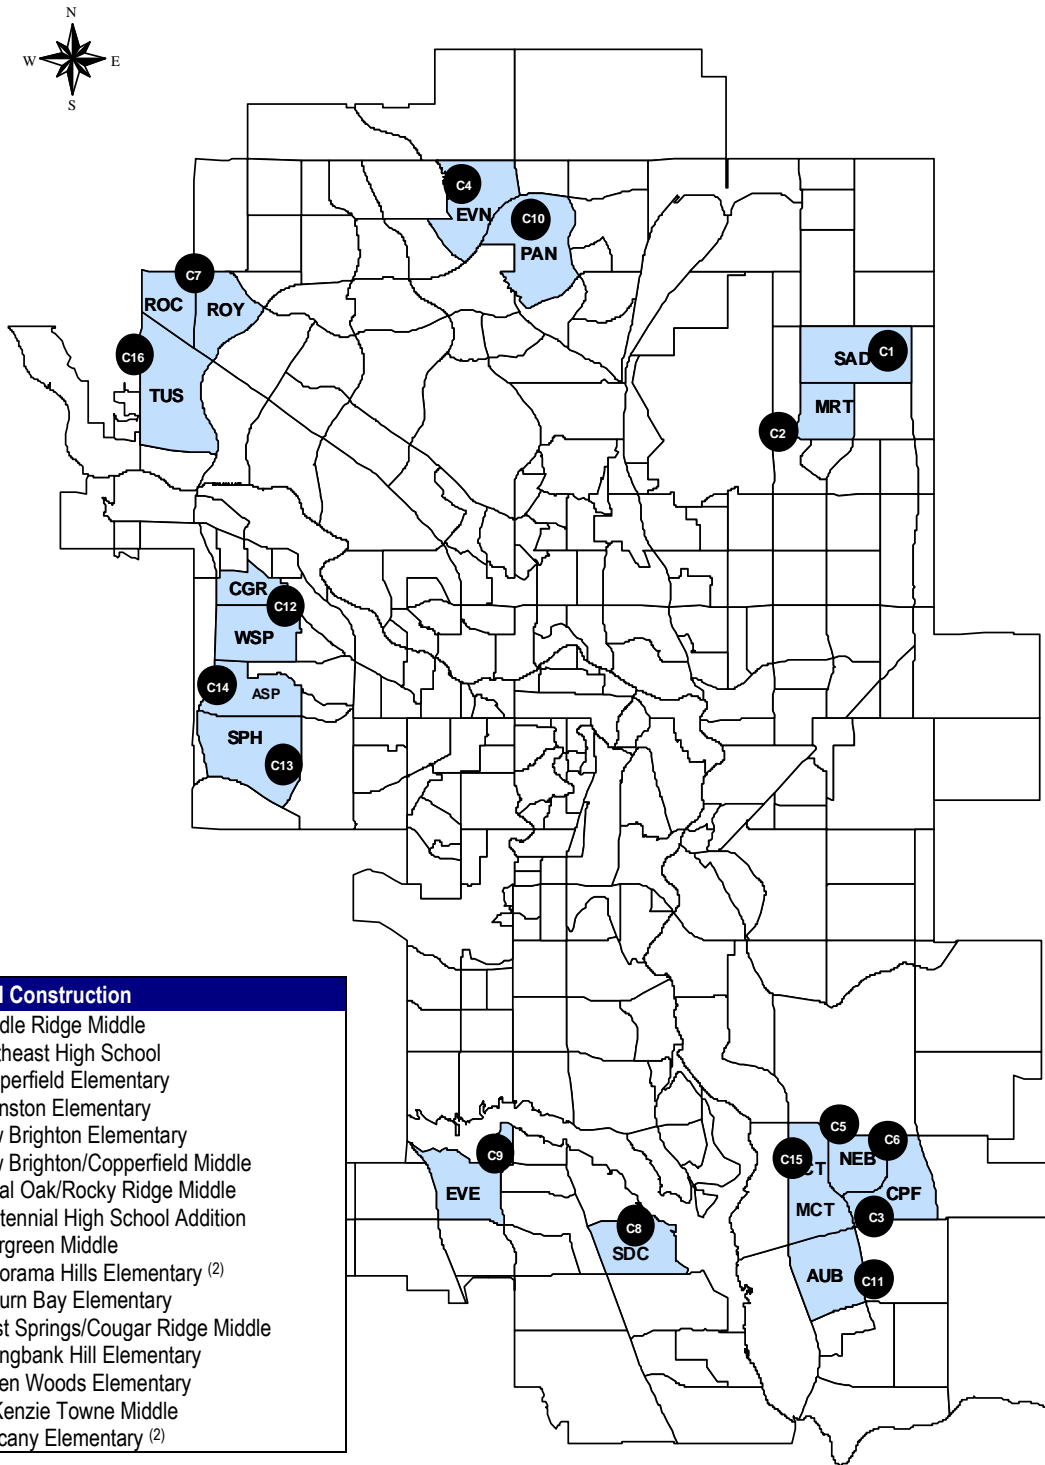 N
W E
S
C4
EVN
C10
PAN
C7
ROC ROY
C16
TUS
SAD C1
MRT
C2
CGR
C12
WSP
C14
ASP
SPH
C13
l Construction
dle Ridge Middle
theast High School
perfield Elementary
nston Elementary
w Brighton Elementary
w Brighton/Copperfield Middle
al Oak/Rocky Ridge Middle
tennial High School Addition
rgreen Middle
orama Hills Elementary (2)
urn Bay Elementary
st Springs/Cougar Ridge Middle
ngbank Hill Elementary
en Woods Elementary
Kenzie Towne Middle
cany Elementary (2)
C5
C6
C15 CT NEB
C9
EVE
CPF
MCT
C3
C8
SDC
AUB
C11